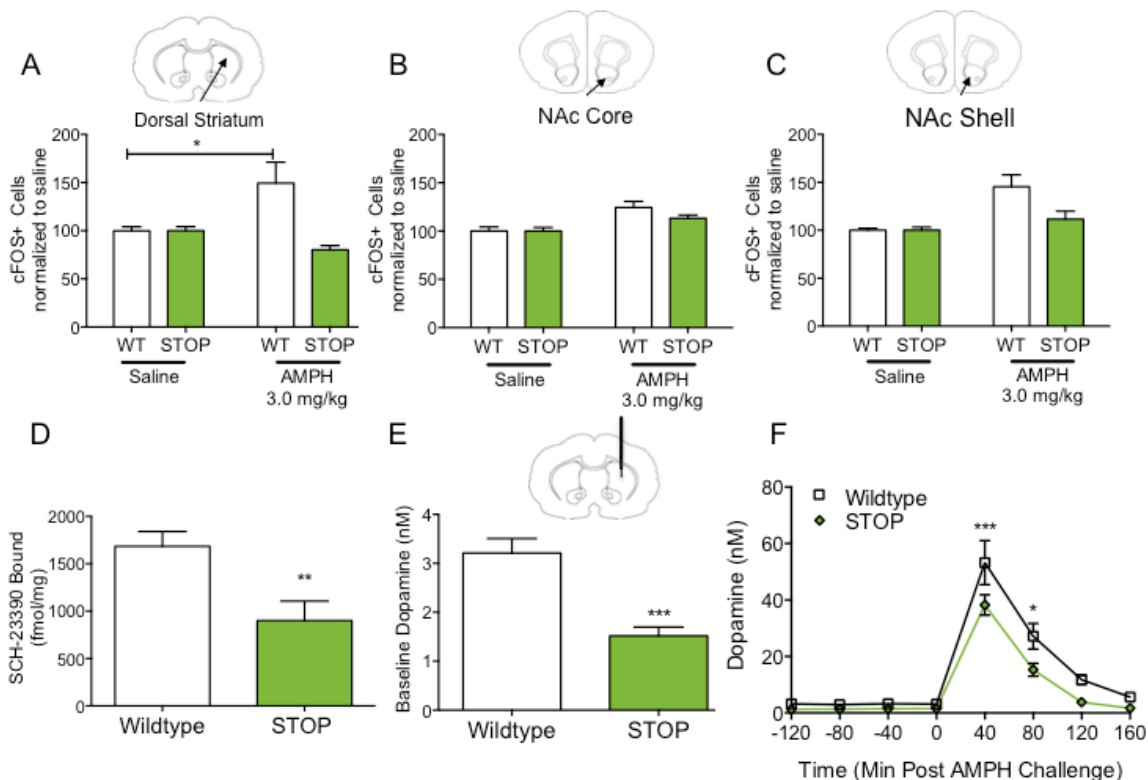 A
Dorsal Striatum
*
cFOS+ Cells
normalized to saline
200
150
100
50
0
WT STOP WT STOP
Saline AMPH
3.0 mg/kg
B
NAc Core
cFOS+ Cells
normalized to saline
200
150
100
50
0
WT STOP WT STOP
Saline AMPH
3.0 mg/kg
C
NAc Shell
cFOS+ Cells
normalized to saline
200
150
100
50
0
WT STOP WT STOP
Saline AMPH
3.0 mg/kg
D
SCH-23390 Bound
(fmol/mg)
2000
1500
1000
500
0
**
Wildtype STOP
E
Baseline Dopamine (nM)
4
3
2
1
0
***
Wildtype STOP
F
Wildtype
STOP
Dopamine (nM)
80
60
40
20
0
***
*
-120 -80 -40 0 40 80 120 160
Time (Min Post AMPH Challenge)